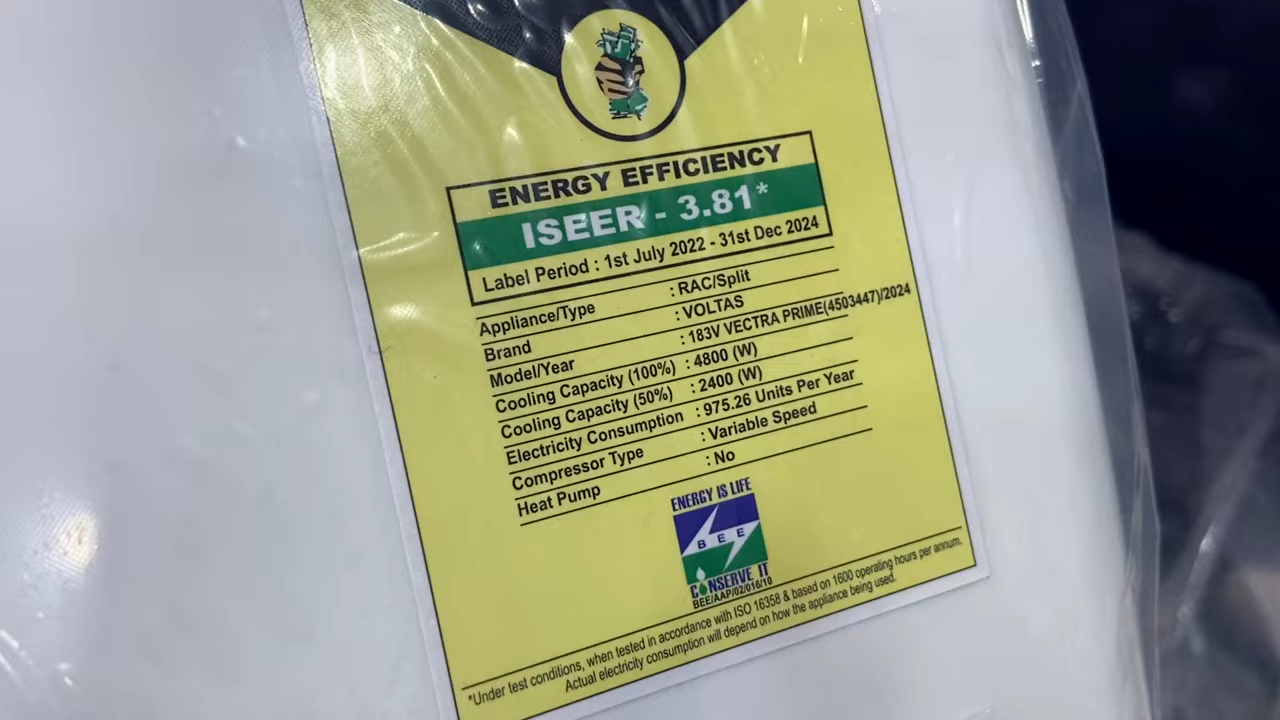 ENERGY EFFICIENCY
ISEER - 3.81*
Label Period : 1st July 2022 - 31st Dec 2024
Appliance/Type : RAC/Split
Brand : VOLTAS
Model/Year : 183V VECTRA PRIME(4503447)/2024
Cooling Capacity (100%) : 4800 (W)
Cooling Capacity (50%) : 2400 (W)
Electricity Consumption : 975.26 Units Per Year
Compressor Type : Variable Speed
Heat Pump : No
ENERGY IS LIFE
BEE
CONSERVE IT
BEE/AAP/02/016/10
*Under test conditions, when tested in accordance with ISO 16358 & based on 1600 operating hours per annum.
Actual electricity consumption will depend on how the appliance being used.